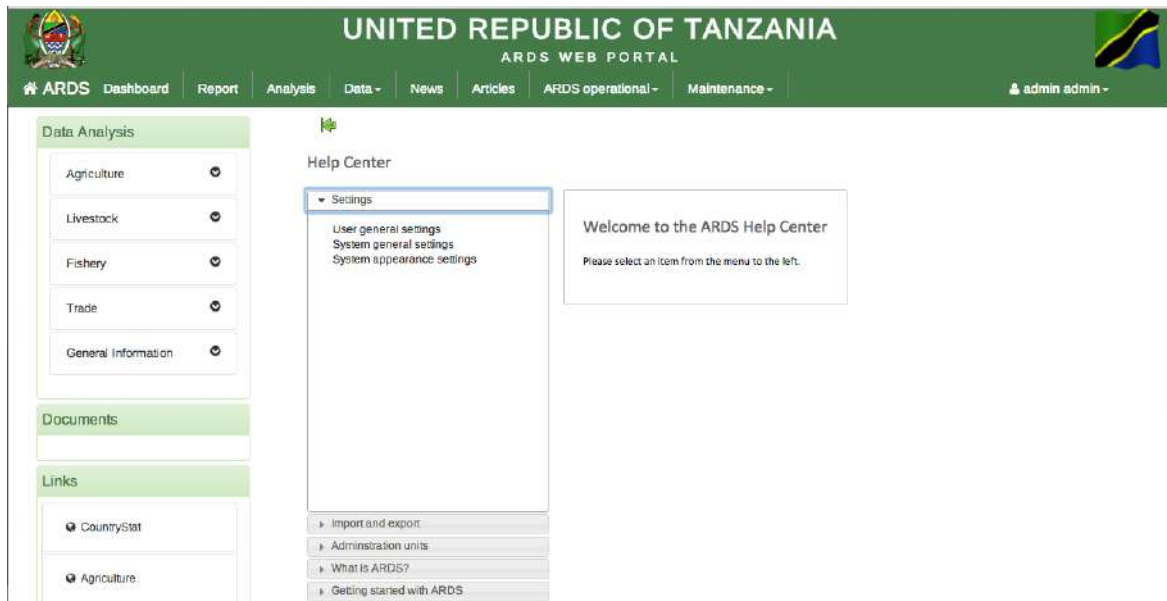 UNITED REPUBLIC OF TANZANIA
ARDS WEB PORTAL
ARDS Dashboard Report Analysis Data News Articles ARDS operational Maintenance admin admin
Data Analysis
Agriculture
Livestock
Fishery
Trade
General Information
Documents
Links
CountryStat
Agriculture
Help Center
Settings
User general settings
System general settings
System appearance settings
Import and export
Adminstration units
What is ARDS?
Getting started with ARDS
Welcome to the ARDS Help Center
Please select an item from the menu to the left.